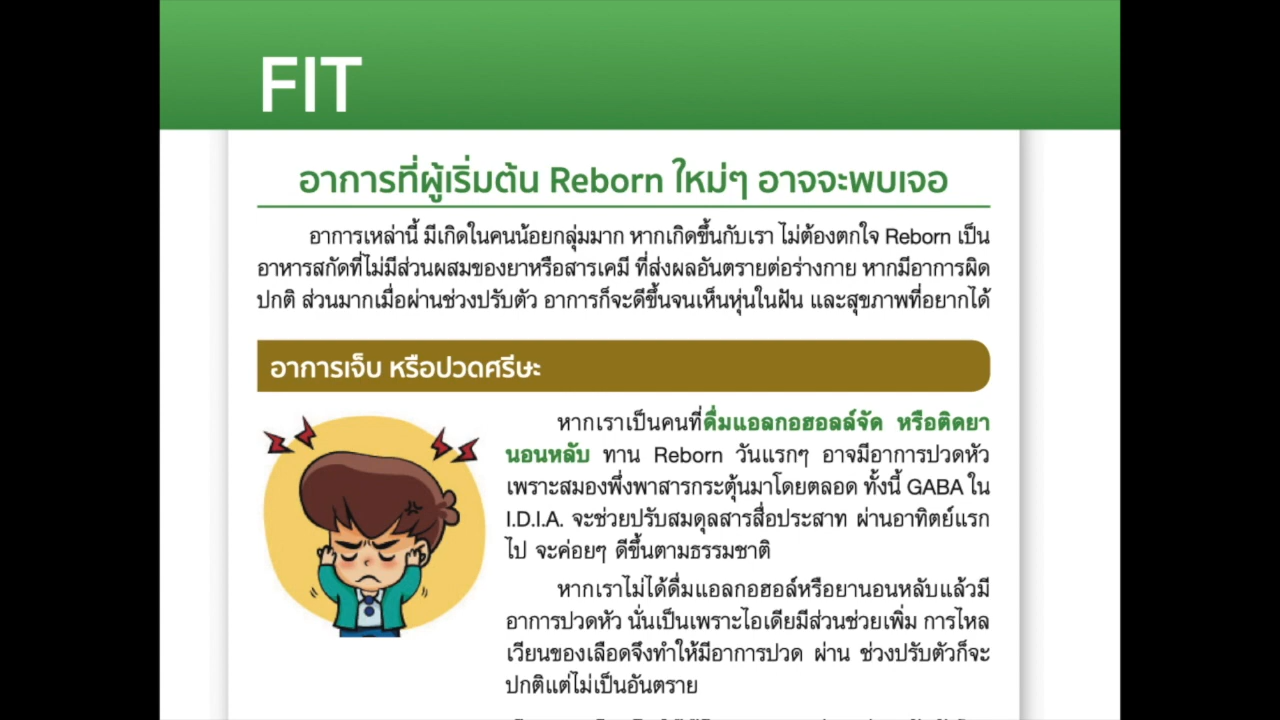 FIT
อาการที่ผู้เริ่มต้น Reborn ใหม่ๆ อาจจะพบเจอ
อาการเหล่านี้ มีเกิดในคนน้อยกลุ่มมาก หากเกิดขึ้นกับเรา ไม่ต้องตกใจ Reborn เป็น
อาหารสกัดที่ไม่มีส่วนผสมของยาหรือสารเคมี ที่ส่งผลอันตรายต่อร่างกาย หากมีอาการผิด
ปกติ ส่วนมากเมื่อผ่านช่วงปรับตัว อาการก็จะดีขึ้นจนเห็นหุ่นในฝัน และสุขภาพที่อยากได้
อาการเจ็บ หรือปวดศรีษะ
หากเราเป็นคนที่ดื่มแอลกอฮอลล์จัด หรือติดยา
นอนหลับ ทาน Reborn วันแรกๆ อาจมีอาการปวดหัว
เพราะสมองพึ่งพาสารกระตุ้นมาโดยตลอด ทั้งนี้ GABA ใน
I.D.I.A. จะช่วยปรับสมดุลสารสื่อประสาท ผ่านอาทิตย์แรก
ไป จะค่อยๆ ดีขึ้นตามธรรมชาติ
หากเราไม่ได้ดื่มแอลกอฮอล์หรือยานอนหลับแล้วมี
อาการปวดหัว นั่นเป็นเพราะไอเดียมีส่วนช่วยเพิ่ม การไหล
เวียนของเลือดจึงทำให้มีอาการปวด ผ่าน ช่วงปรับตัวก็จะ
ปกติแต่ไม่เป็นอันตราย